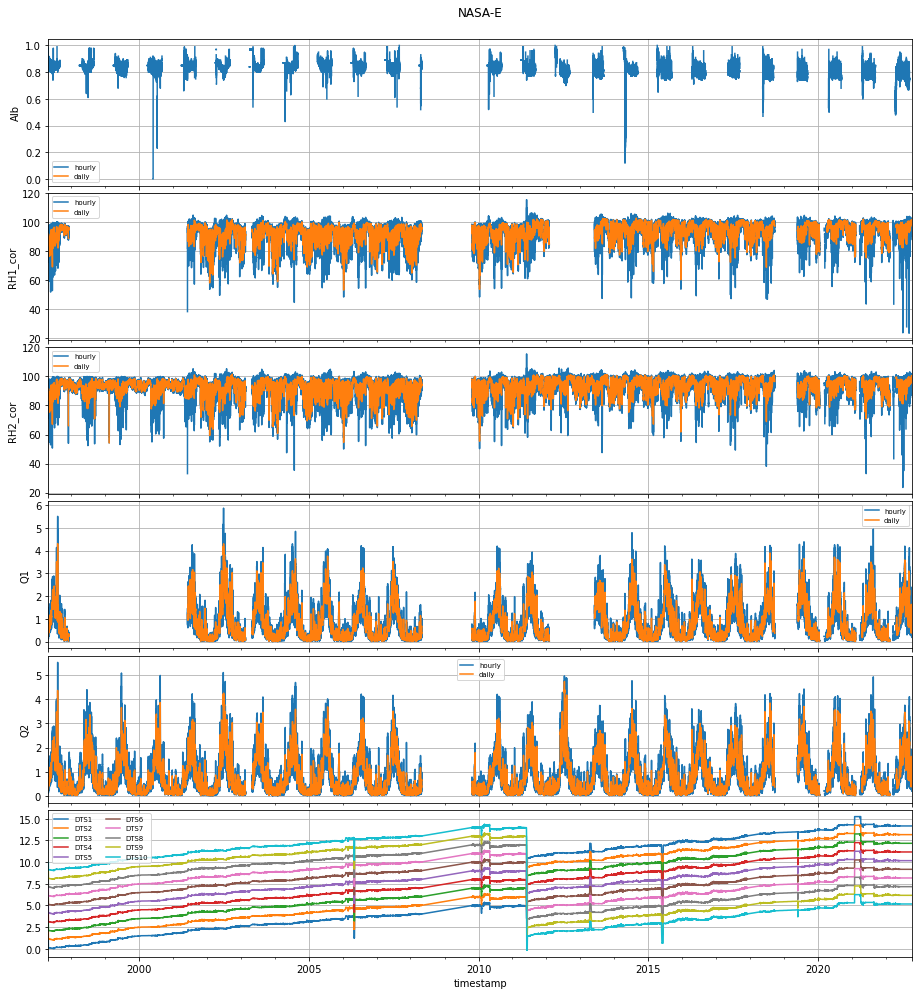 NASA-E
1.0
0.8
0.6
0.4
0.2
0.0
Alb
hourly
daily
120
100
80
60
40
20
RH1_cor
hourly
daily
120
100
80
60
40
20
RH2_cor
hourly
daily
6
5
4
3
2
1
0
Q1
hourly
daily
5
4
3
2
1
0
Q2
hourly
daily
15.0
12.5
10.0
7.5
5.0
2.5
0.0
DTS1
DTS2
DTS3
DTS4
DTS5
DTS6
DTS7
DTS8
DTS9
DTS10
2000
2005
2010
2015
2020
timestamp